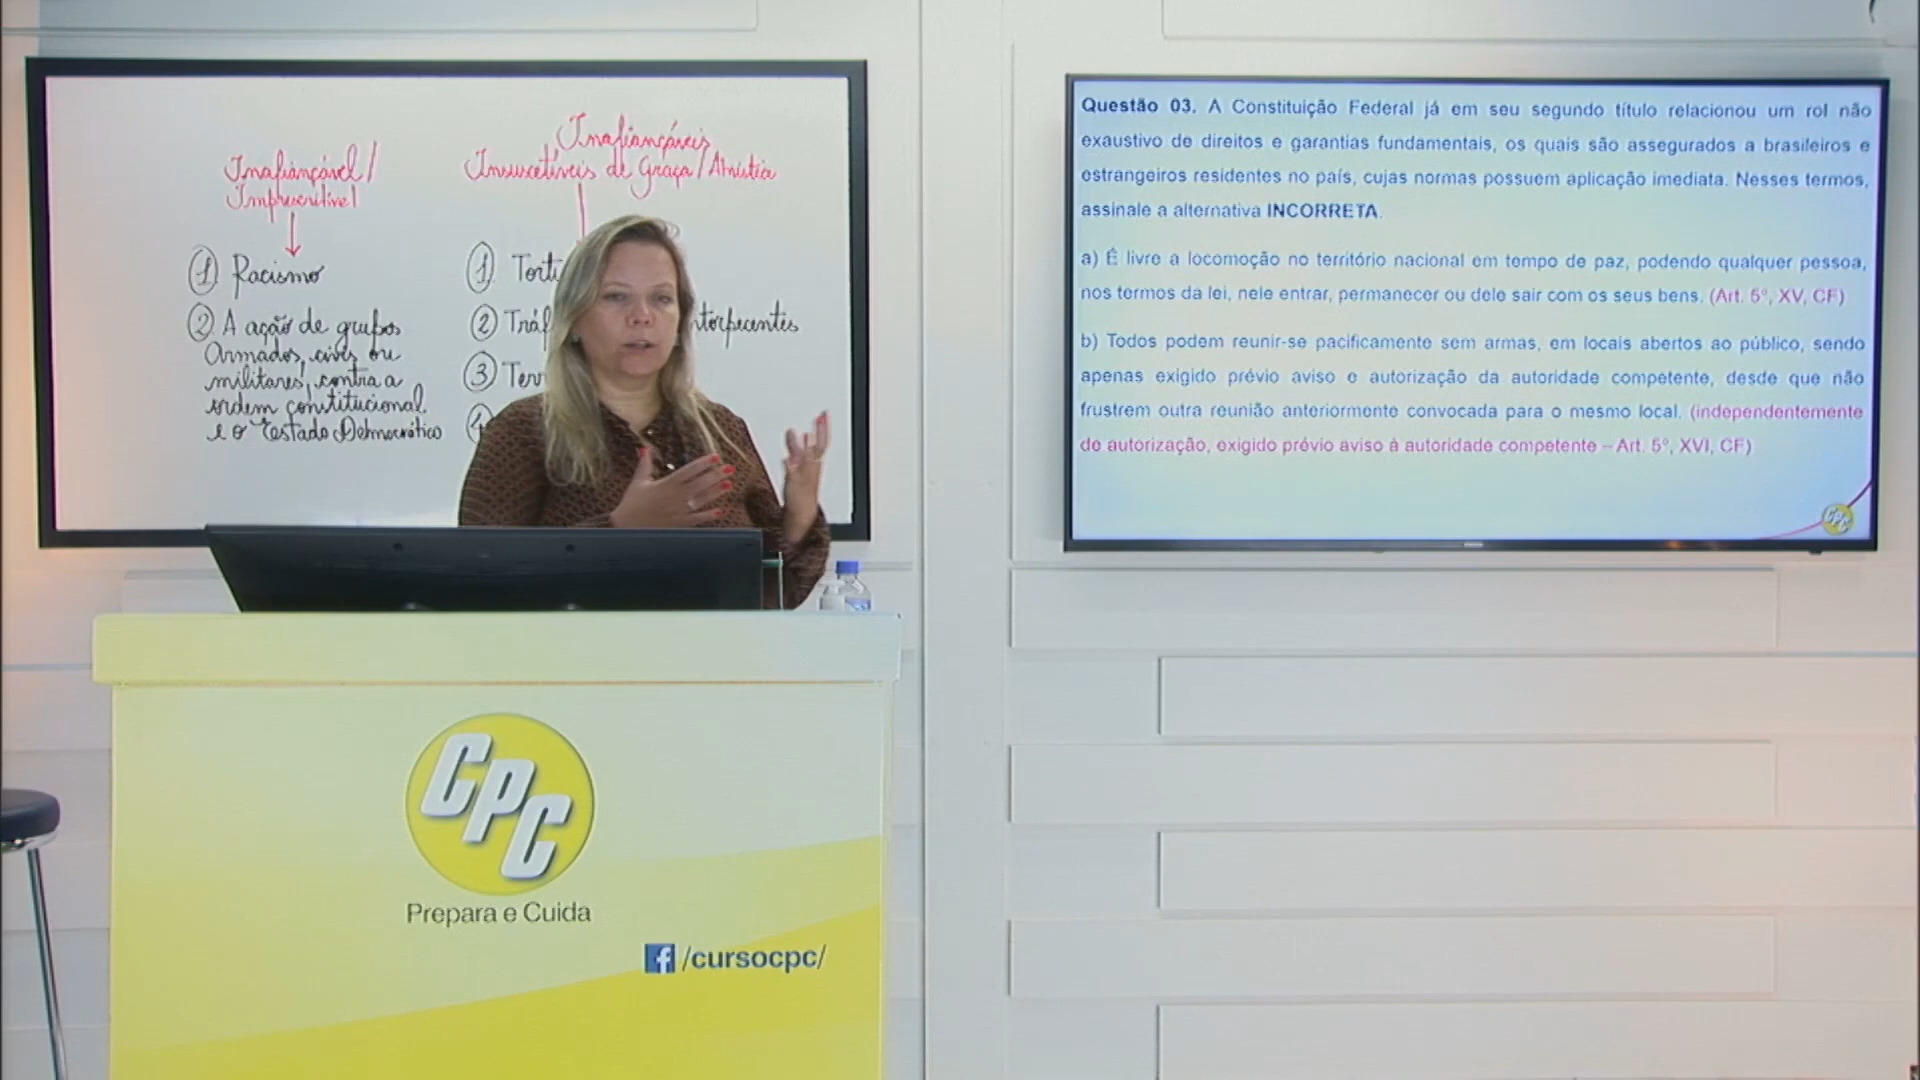 Inafiançável /
Imprescritível
1 Racismo
2 A ação de grupos
Armados, civis ou
militares, contra a
ordem constitucional
e o Estado Democrático
Inafiançáveis
Insuscetíveis de Graça / Anistia
1
2
3
4
Questão 03. A Constituição Federal já em seu segundo título relacionou um rol não
exaustivo de direitos e garantias fundamentais, os quais são assegurados a brasileiros e
estrangeiros residentes no país, cujas normas possuem aplicação imediata. Nesses termos,
assinale a alternativa INCORRETA.
a) É livre a locomoção no território nacional em tempo de paz, podendo qualquer pessoa,
nos termos da lei, nele entrar, permanecer ou dele sair com os seus bens. (Art. 5º, XV, CF)
b) Todos podem reunir-se pacificamente sem armas, em locais abertos ao público, sendo
apenas exigido prévio aviso e autorização da autoridade competente, desde que não
frustrem outra reunião anteriormente convocada para o mesmo local. (independentemente
de autorização, exigido prévio aviso à autoridade competente – Art. 5º, XVI, CF)
CPC
CPC
Prepara e Cuida
f /cursocpc/